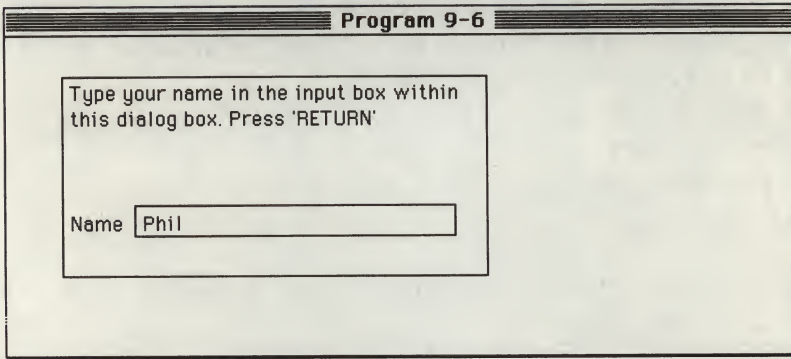 Program 9-6
Type your name in the input box within
this dialog box. Press 'RETURN'
Name Phil